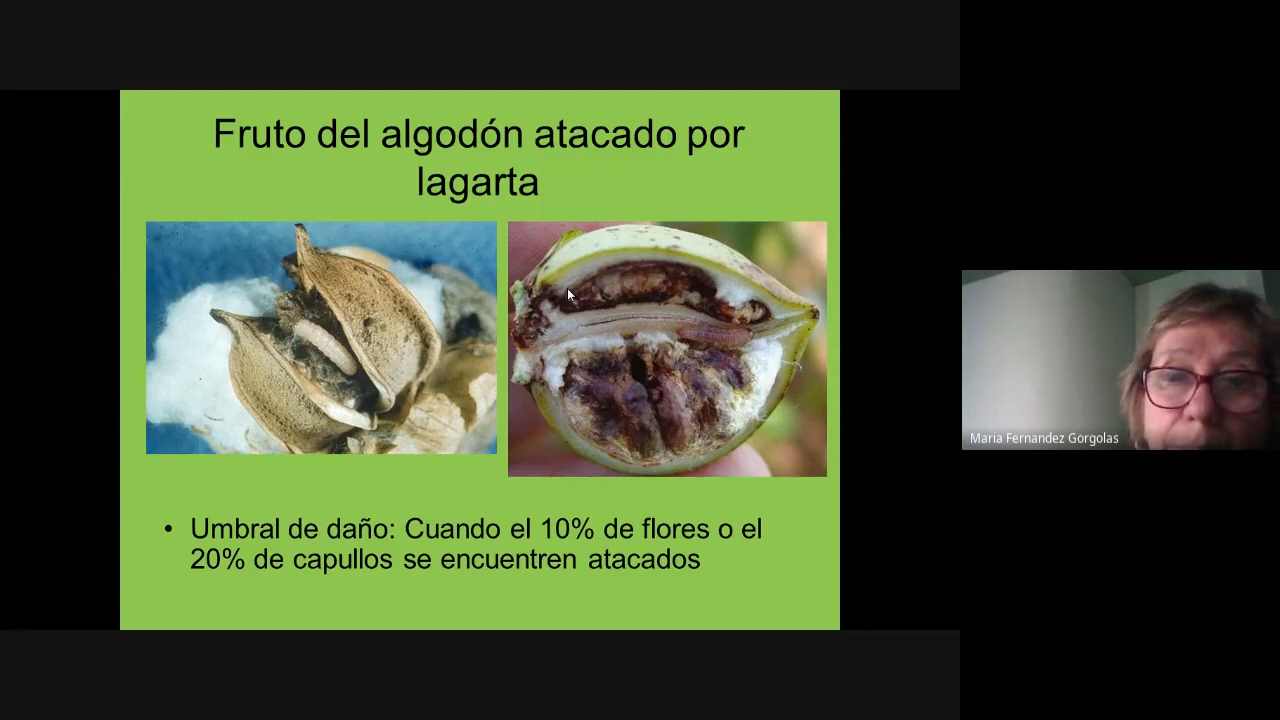 Fruto del algodón atacado por
lagarta
• Umbral de daño: Cuando el 10% de flores o el
20% de capullos se encuentren atacados
Maria Fernandez Gorgolas